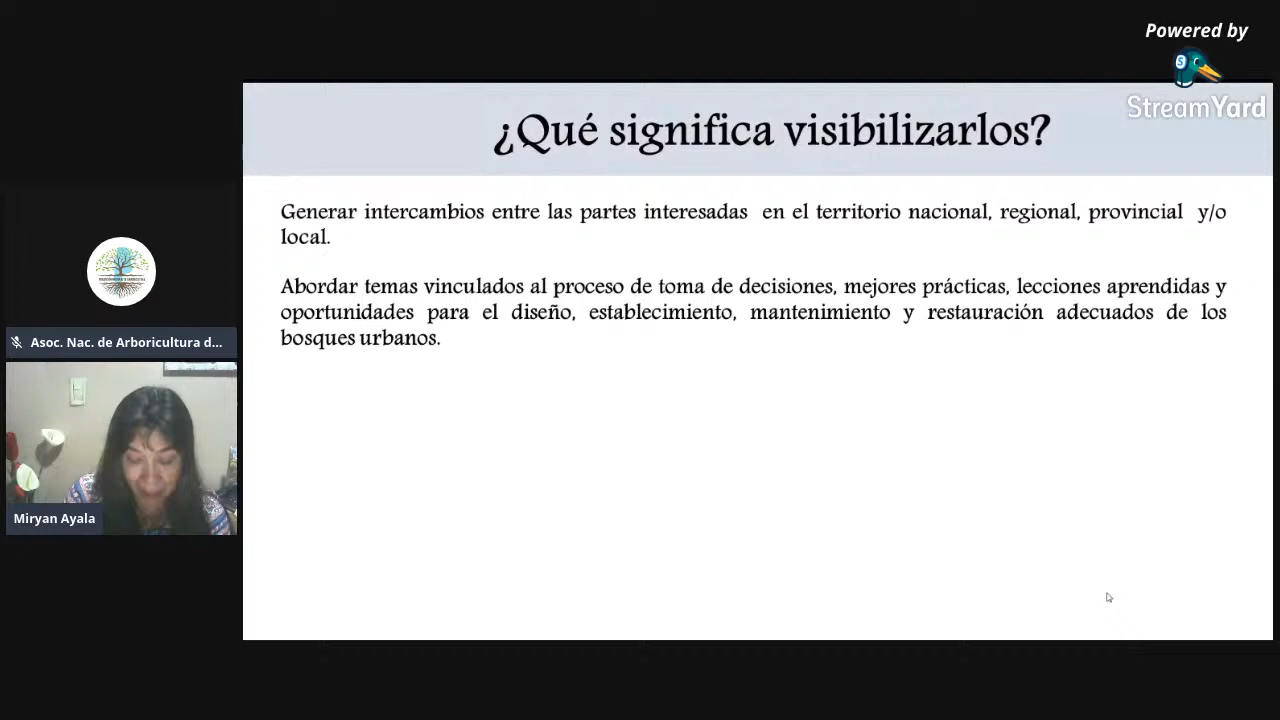 Powered by
StreamYard
¿Qué significa visibilizarlos?
Generar intercambios entre las partes interesadas en el territorio nacional, regional, provincial y/o
local.
Abordar temas vinculados al proceso de toma de decisiones, mejores prácticas, lecciones aprendidas y
oportunidades para el diseño, establecimiento, mantenimiento y restauración adecuados de los
bosques urbanos.
Asoc. Nac. de Arboricultura d...
Miryan Ayala